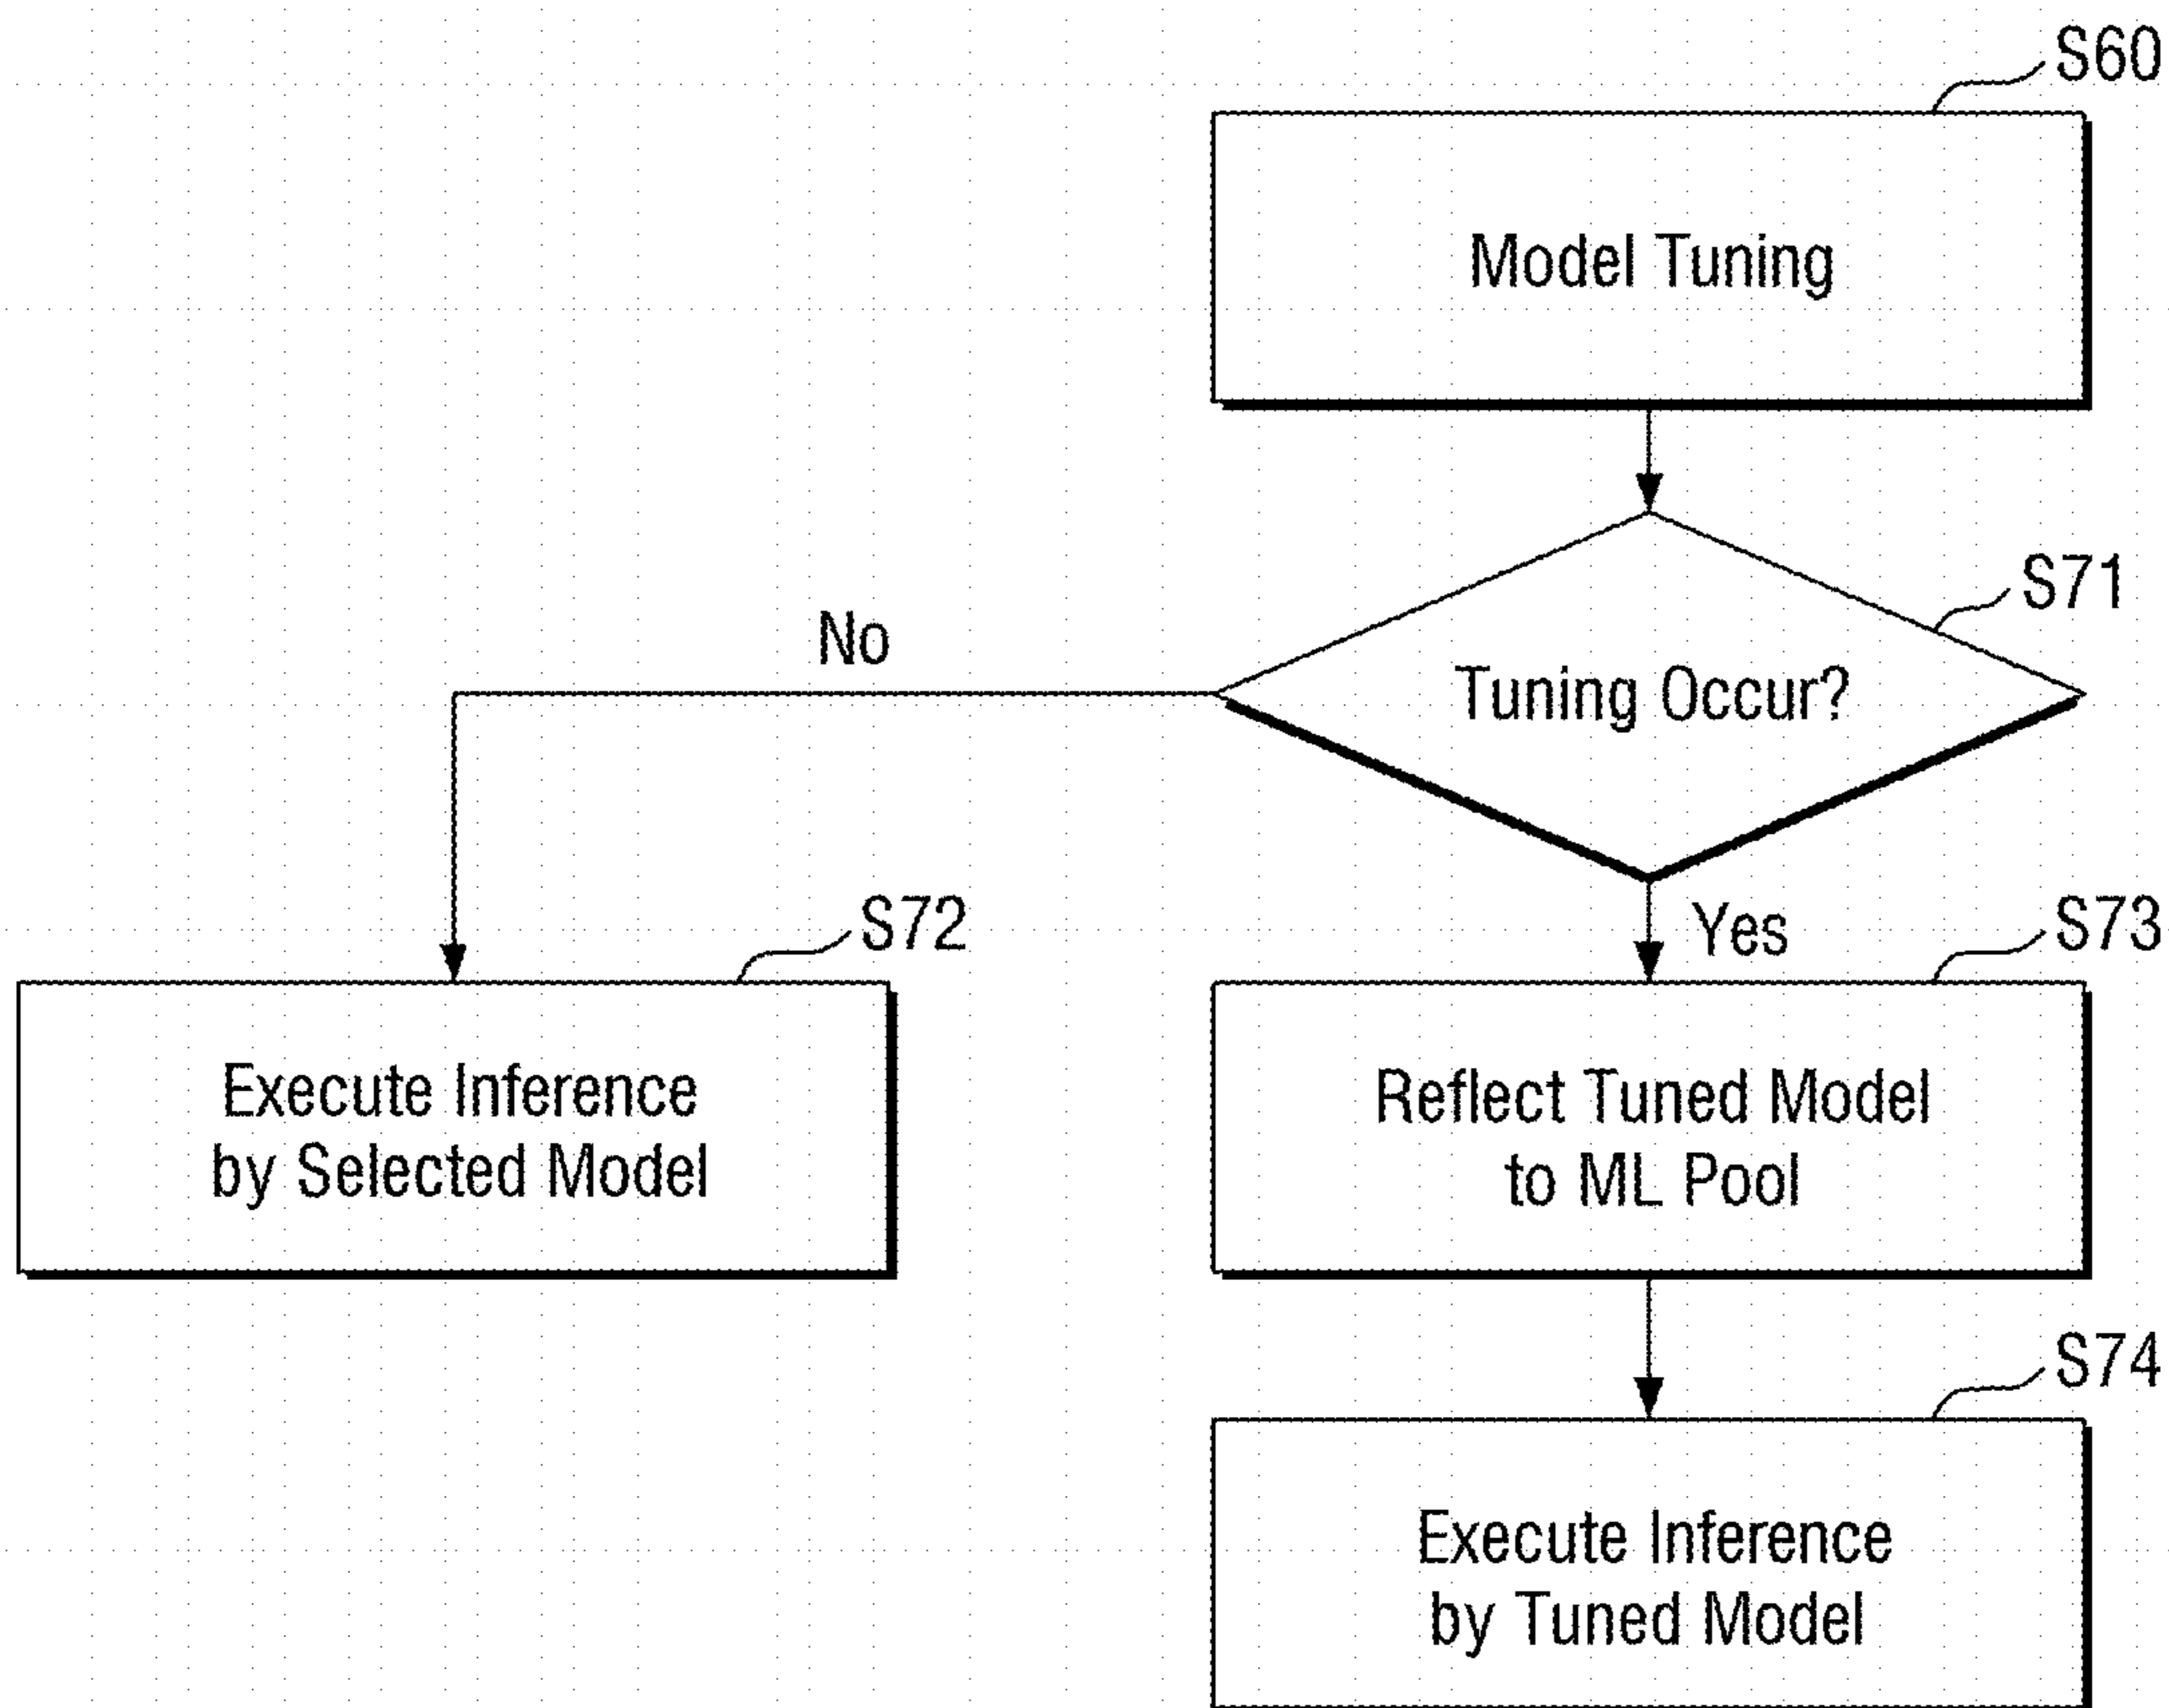 S60
Model Tuning
S71
Tuning Occur?
No
Yes
S72
Execute Inference
by Selected Model
S73
Reflect Tuned Model
to ML Pool
S74
Execute Inference
by Tuned Model